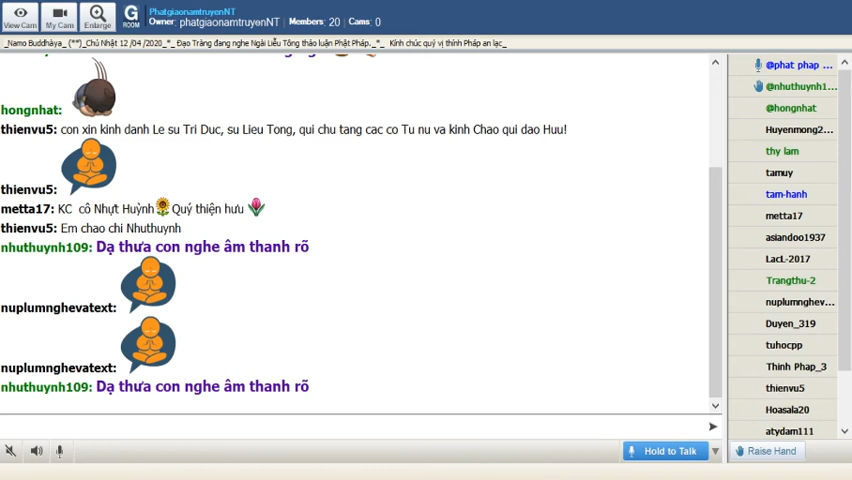 View Cam
My Cam
Enlarge
G
ROOM
PhatgiaonamtruyenNT
Owner: phatgiaonamtruyenNT | Members: 20 | Cams: 0
_Namo Buddhàya_ (**)_Chủ Nhật 12 /04 /2020_*_ Đạo Tràng đang nghe Ngài Liễu Tông thảo luận Phật Pháp._*_ Kính chúc quý vị thính Pháp an lạc_
hongnhat:
thienvu5: con xin kinh danh Le su Tri Duc, su Lieu Tong, qui chu tang cac co Tu nu va kinh Chao qui dao Huu!
thienvu5:
metta17: KC cô Nhựt Huỳnh Quý thiện hưu
thienvu5: Em chao chi Nhuthuynh
nhuthuynh109: Dạ thưa con nghe âm thanh rõ
nuplumnghevatext:
nuplumnghevatext:
nhuthuynh109: Dạ thưa con nghe âm thanh rõ
@phat phap ...
@nhuthuynh1...
@hongnhat
Huyenmong2...
thy lam
tamuy
tam-hanh
metta17
asiandoo1937
LacL-2017
Trangthu-2
nuplumnghev...
Duyen_319
tuhocpp
Thinh Phap_3
thienvu5
Hoasala20
atydam111
Hold to Talk
Raise Hand